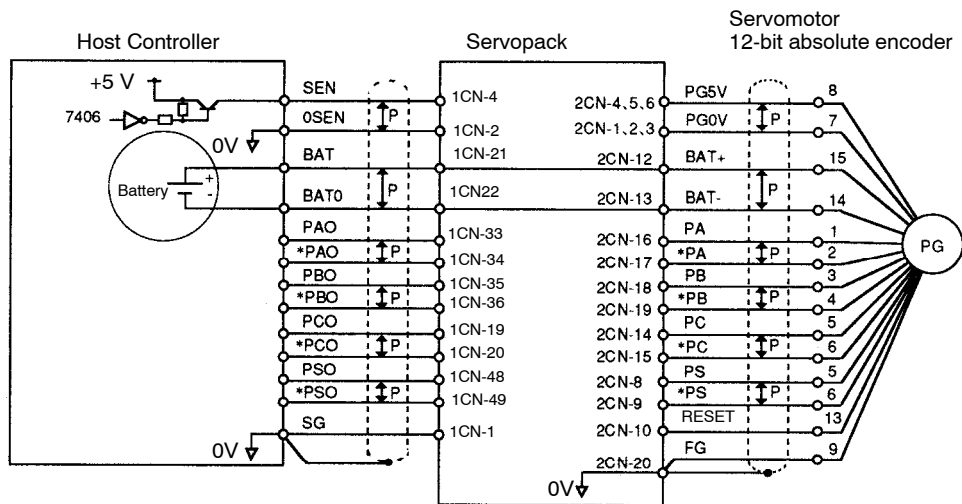 Host Controller
Servopack
Servomotor
12-bit absolute encoder
+5 V
7406
0V
Battery
+
-
SEN
0SEN
BAT
BAT0
PAO
*PAO
PBO
*PBO
PCO
*PCO
PSO
*PSO
SG
0V
P
P
P
P
P
P
1CN-4
1CN-2
1CN-21
1CN22
1CN-33
1CN-34
1CN-35
1CN-36
1CN-19
1CN-20
1CN-48
1CN-49
1CN-1
2CN-4、5、6
2CN-1、2、3
2CN-12
2CN-13
2CN-16
2CN-17
2CN-18
2CN-19
2CN-14
2CN-15
2CN-8
2CN-9
2CN-10
2CN-20
0V
PG5V
PG0V
BAT+
BAT-
PA
*PA
PB
*PB
PC
*PC
PS
*PS
RESET
FG
P
P
P
P
P
P
8
7
15
14
1
2
3
4
5
6
5
6
13
9
PG